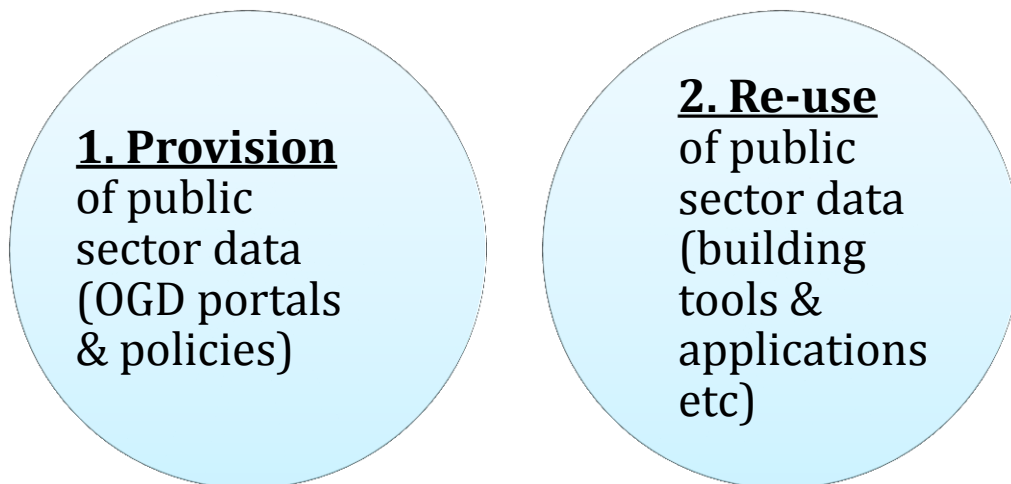 1. Provision
of public
sector data
(OGD portals
& policies)
2. Re-use
of public
sector data
(building
tools &
applications
etc)